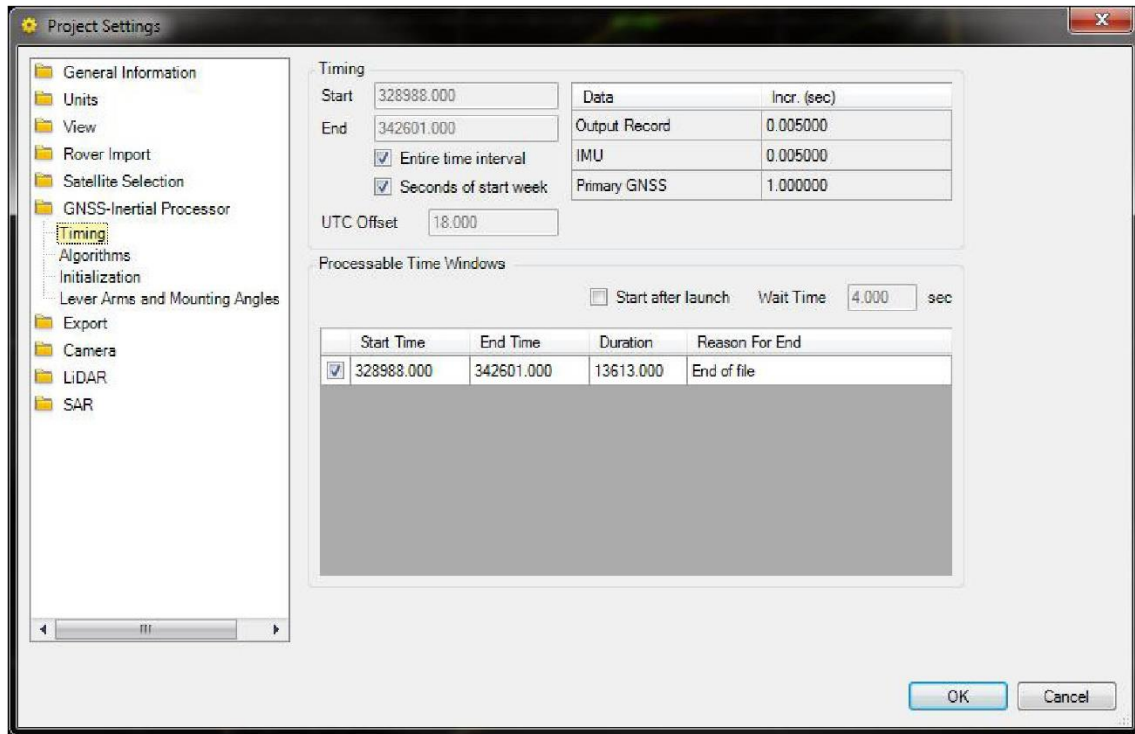 Project Settings
General Information
Units
View
Rover Import
Satellite Selection
GNSS-Inertial Processor
Timing
Algorithms
Initialization
Lever Arms and Mounting Angles
Export
Camera
LiDAR
SAR
Timing
Start 328988.000
End 342601.000
Entire time interval
Seconds of start week
UTC Offset 18.000
Data Incr. (sec)
Output Record 0.005000
IMU 0.005000
Primary GNSS 1.000000
Processable Time Windows
Start after launch Wait Time 4.000 sec
Start Time End Time Duration Reason For End
328988.000 342601.000 13613.000 End of file
OK Cancel